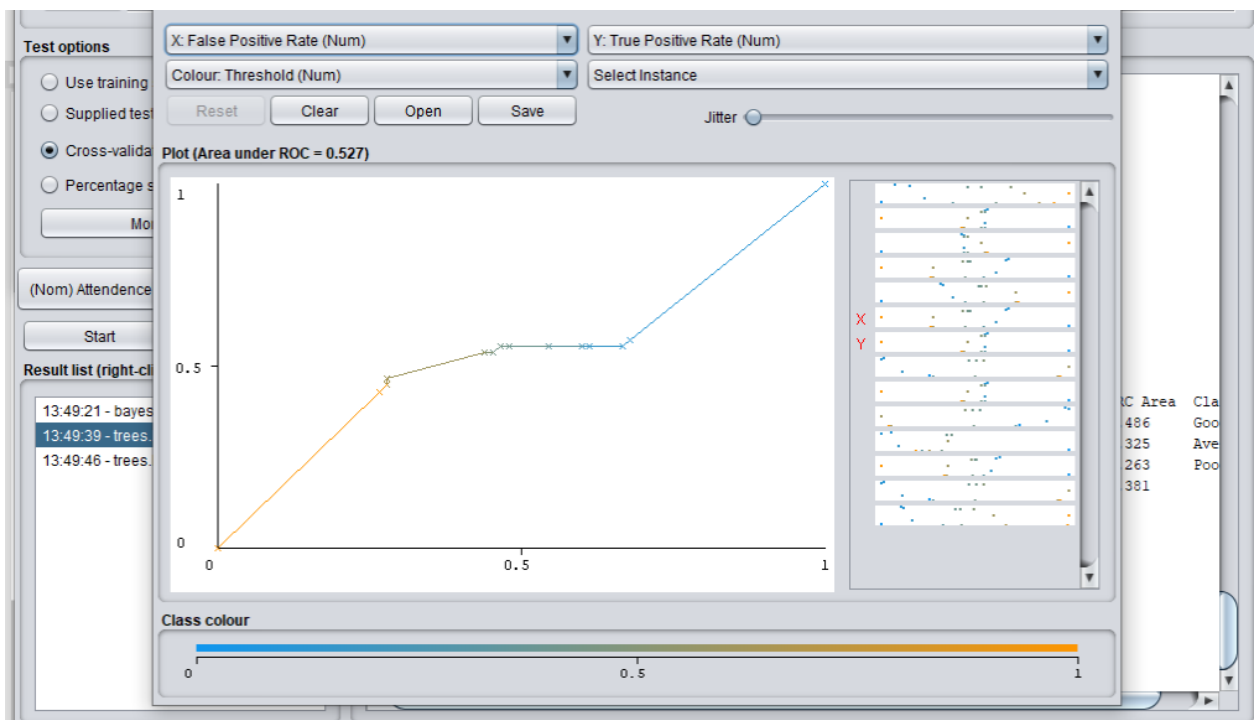 X: False Positive Rate (Num)
Y: True Positive Rate (Num)
Colour: Threshold (Num)
Select Instance
Reset
Clear
Open
Save
Jitter
Plot (Area under ROC = 0.527)
1
0.5
0
0
0.5
1
X
Y
Class colour
0
0.5
1
Test options
Use training
Supplied test
Cross-valida
Percentage s
Mo
(Nom) Attendence
Start
Result list (right-cli
13:49:21 - bayes
13:49:39 - trees.
13:49:46 - trees.
RC Area Cla
.486 Goo
.325 Ave
.263 Poo
.381